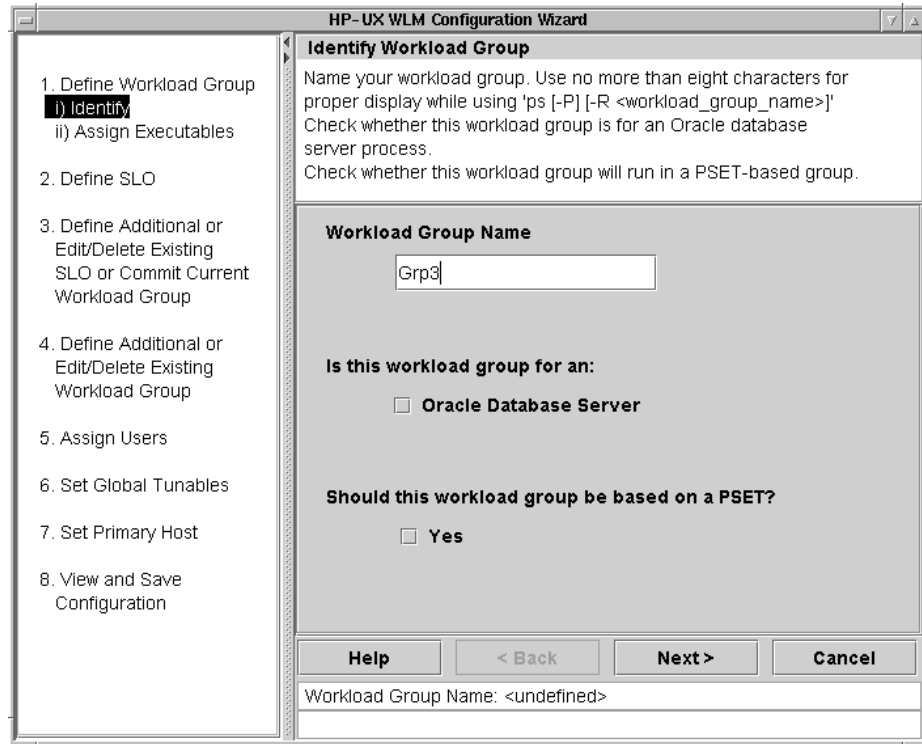 HP-UX WLM Configuration Wizard
1. Define Workload Group
i) Identify
ii) Assign Executables
2. Define SLO
3. Define Additional or
Edit/Delete Existing
SLO or Commit Current
Workload Group
4. Define Additional or
Edit/Delete Existing
Workload Group
5. Assign Users
6. Set Global Tunables
7. Set Primary Host
8. View and Save
Configuration
Identify Workload Group
Name your workload group. Use no more than eight characters for
proper display while using 'ps [-P] [-R <workload_group_name>]'
Check whether this workload group is for an Oracle database
server process.
Check whether this workload group will run in a PSET-based group.
Workload Group Name
Grp3
Is this workload group for an:
Oracle Database Server
Should this workload group be based on a PSET?
Yes
Help
< Back
Next >
Cancel
Workload Group Name: <undefined>